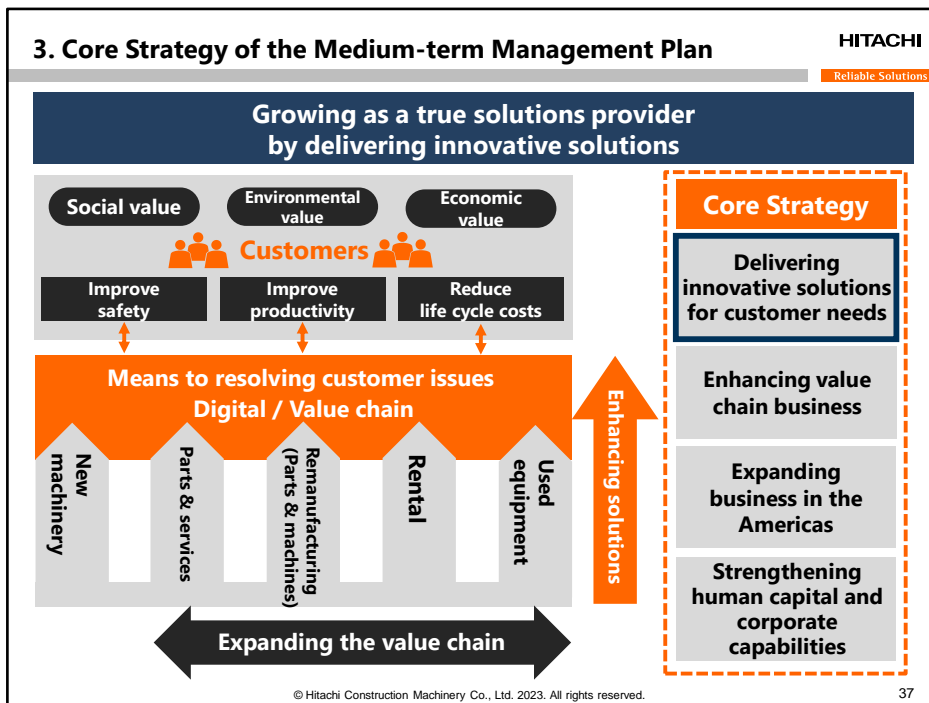 3. Core Strategy of the Medium-term Management Plan
HITACHI
Reliable Solutions
Growing as a true solutions provider
by delivering innovative solutions
Social value
Environmental
value
Economic
value
Customers
Improve
safety
Improve
productivity
Reduce
life cycle costs
Means to resolving customer issues
Digital / Value chain
New
machinery
Parts & services
Remanufacturing
(Parts & machines)
Rental
Used
equipment
Expanding the value chain
Enhancing solutions
Core Strategy
Delivering
innovative solutions
for customer needs
Enhancing value
chain business
Expanding
business in the
Americas
Strengthening
human capital and
corporate
capabilities
© Hitachi Construction Machinery Co., Ltd. 2023. All rights reserved.
37